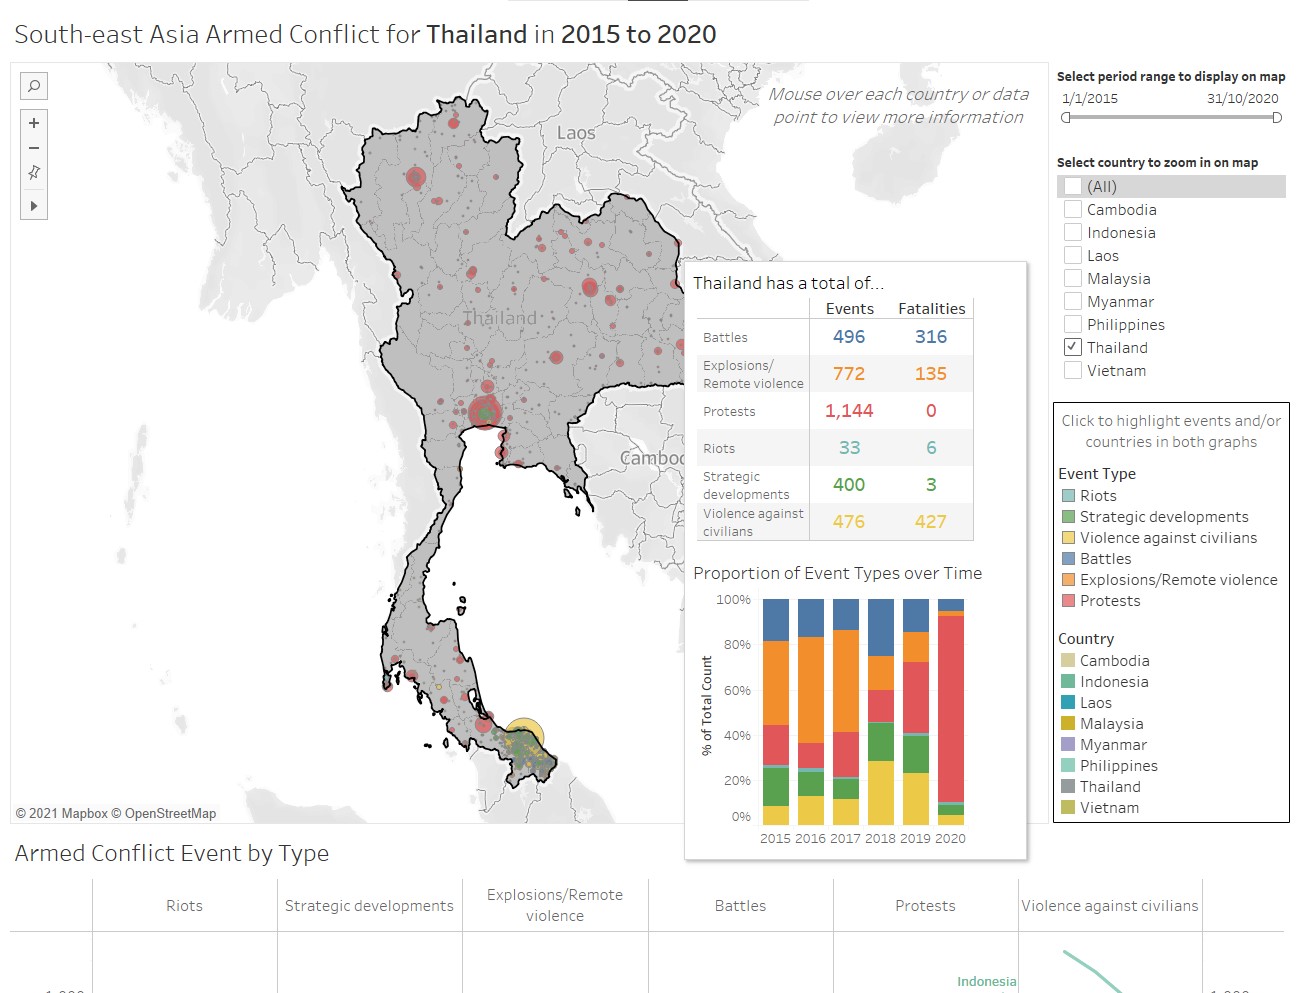 South-east Asia Armed Conflict for Thailand in 2015 to 2020
Mouse over each country or data
point to view more information
Laos
Thailand
Camboc
© 2021 Mapbox © OpenStreetMap
Select period range to display on map
1/1/2015 31/10/2020
Select country to zoom in on map
(All)
Cambodia
Indonesia
Laos
Malaysia
Myanmar
Philippines
Thailand
Vietnam
Thailand has a total of...
Events Fatalities
Battles 496 316
Explosions/
Remote violence 772 135
Protests 1,144 0
Riots 33 6
Strategic
developments 400 3
Violence against
civilians 476 427
Proportion of Event Types over Time
% of Total Count
100%
80%
60%
40%
20%
0%
2015 2016 2017 2018 2019 2020
Click to highlight events and/or
countries in both graphs
Event Type
Riots
Strategic developments
Violence against civilians
Battles
Explosions/Remote violence
Protests
Country
Cambodia
Indonesia
Laos
Malaysia
Myanmar
Philippines
Thailand
Vietnam
Armed Conflict Event by Type
Riots
Strategic developments
Explosions/Remote
violence
Battles
Protests
Violence against civilians
Indonesia